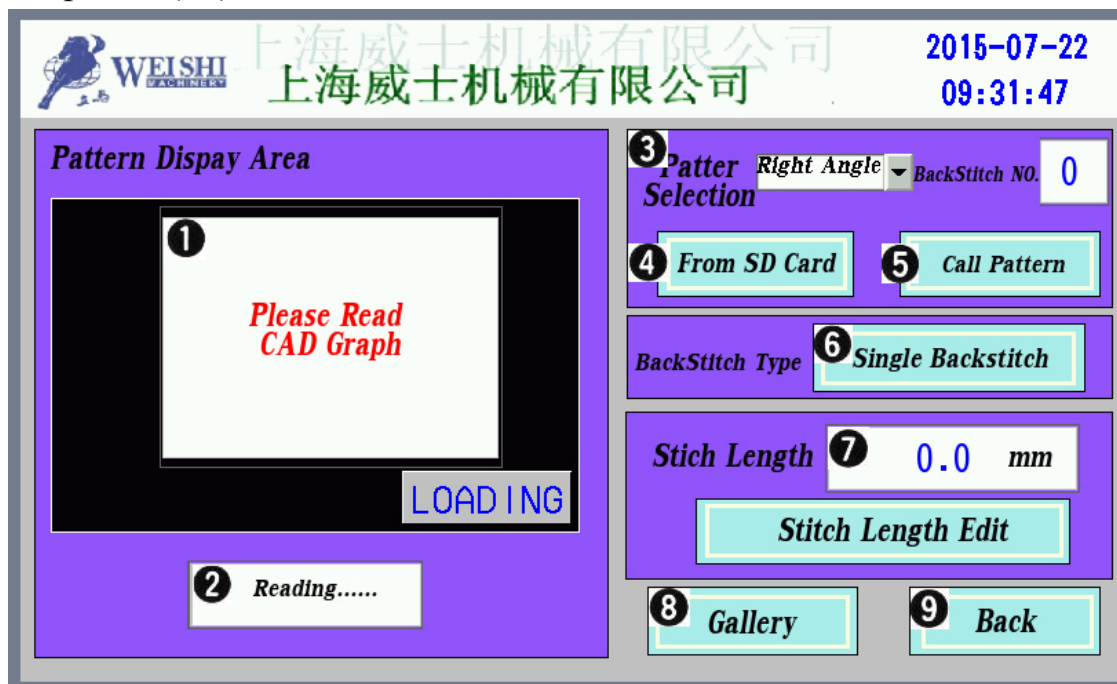 WEISHI
MACHINERY
上海威士机械有限公司
上海威士机械有限公司
2015-07-22
09:31:47
Pattern Dispay Area
❶
Please Read
CAD Graph
LOADING
❷ Reading......
❸
Patter
Selection
Right Angle
BackStitch NO.
0
❹ From SD Card
❺ Call Pattern
BackStitch Type
❻ Single Backstitch
Stich Length ❼ 0.0 mm
Stitch Length Edit
❽ Gallery
❾ Back